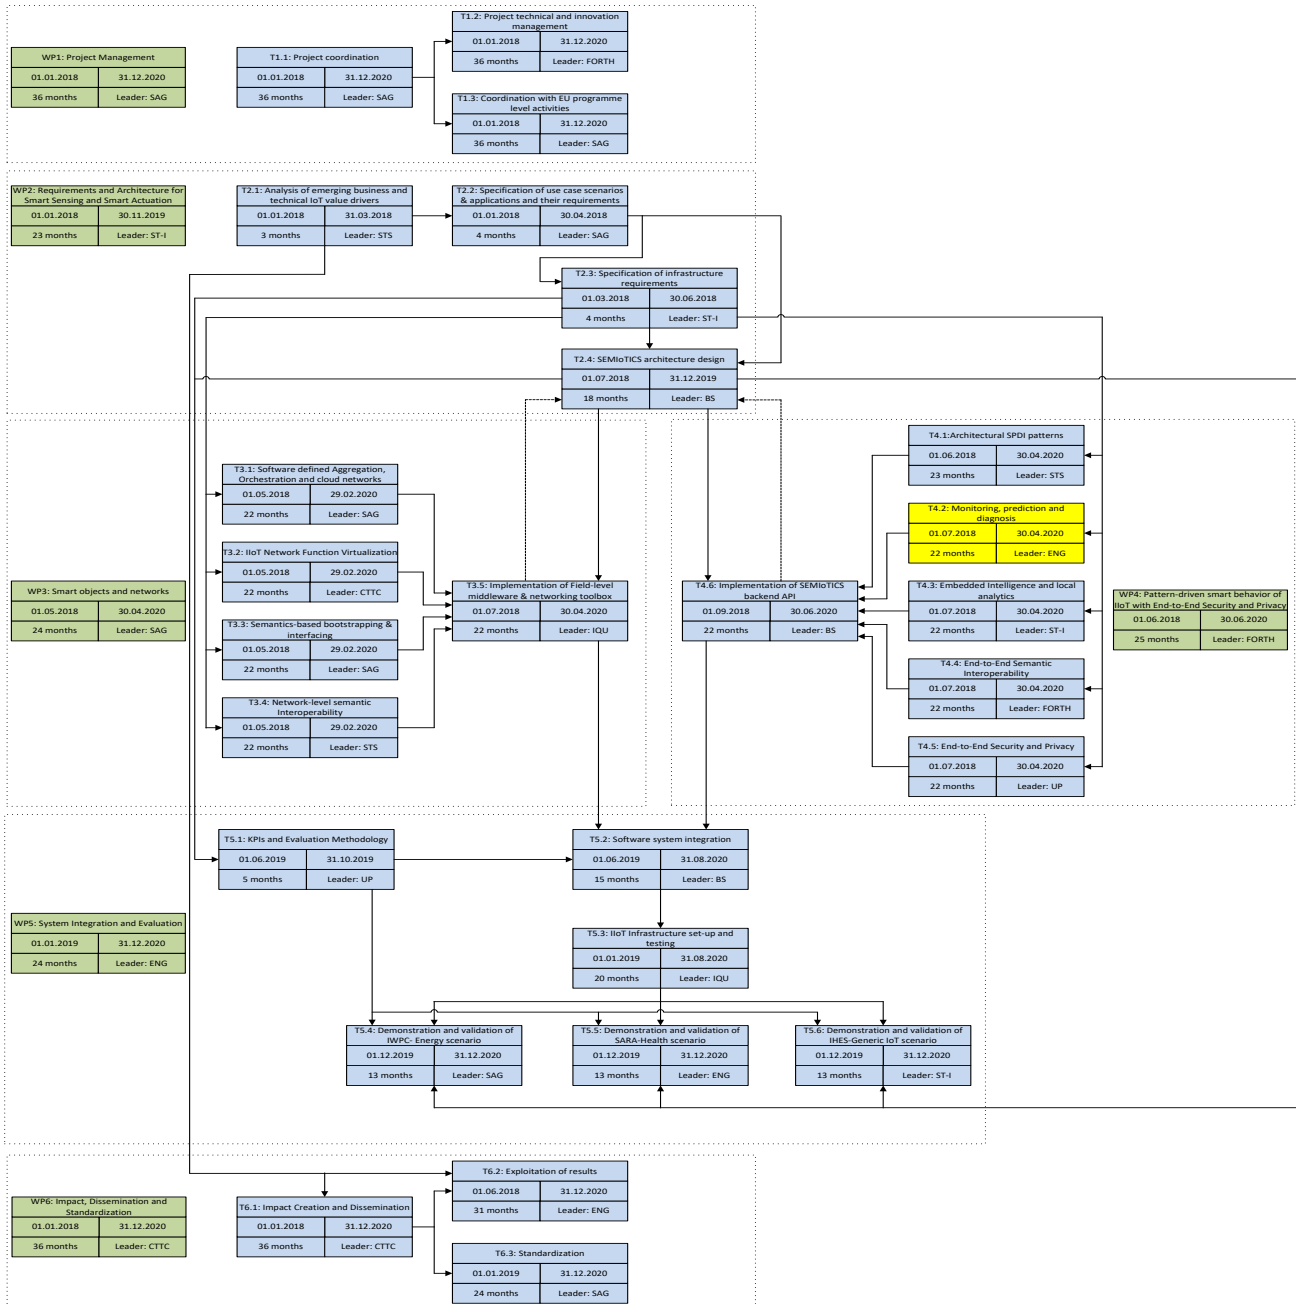 WP1: Project Management
01.01.2018 31.12.2020
36 months Leader: SAG
T1.1: Project coordination
01.01.2018 31.12.2020
36 months Leader: SAG
T1.2: Project technical and innovation
management
01.01.2018 31.12.2020
36 months Leader: FORTH
T1.3: Coordination with EU programme
level activities
01.01.2018 31.12.2020
36 months Leader: SAG
WP2: Requirements and Architecture for
Smart Sensing and Smart Actuation
01.01.2018 30.11.2019
23 months Leader: ST-I
T2.1: Analysis of emerging business and
technical IoT value drivers
01.01.2018 31.03.2018
3 months Leader: STS
T2.2: Specification of use case scenarios
& applications and their requirements
01.01.2018 30.04.2018
4 months Leader: SAG
T2.3: Specification of infrastructure
requirements
01.03.2018 30.06.2018
4 months Leader: ST-I
T2.4: SEMIoTICS architecture design
01.07.2018 31.12.2019
18 months Leader: BS
WP3: Smart objects and networks
01.05.2018 30.04.2020
24 months Leader: SAG
T3.1: Software defined Aggregation,
Orchestration and cloud networks
01.05.2018 29.02.2020
22 months Leader: SAG
T3.2: IIoT Network Function Virtualization
01.05.2018 29.02.2020
22 months Leader: CTTC
T3.3: Semantics-based bootstrapping &
interfacing
01.05.2018 29.02.2020
22 months Leader: SAG
T3.4: Network-level semantic
Interoperability
01.05.2018 29.02.2020
22 months Leader: STS
T3.5: Implementation of Field-level
middleware & networking toolbox
01.07.2018 30.04.2020
22 months Leader: IQU
T4.6: Implementation of SEMIoTICS
backend API
01.09.2018 30.06.2020
22 months Leader: BS
T4.1:Architectural SPDI patterns
01.06.2018 30.04.2020
23 months Leader: STS
T4.2: Monitoring, prediction and
diagnosis
01.07.2018 30.04.2020
22 months Leader: ENG
T4.3: Embedded Intelligence and local
analytics
01.07.2018 30.04.2020
22 months Leader: ST-I
T4.4: End-to-End Semantic
Interoperability
01.07.2018 30.04.2020
22 months Leader: FORTH
T4.5: End-to-End Security and Privacy
01.07.2018 30.04.2020
22 months Leader: UP
WP4: Pattern-driven smart behavior of
IIoT with End-to-End Security and Privacy
01.06.2018 30.06.2020
25 months Leader: FORTH
WP5: System Integration and Evaluation
01.01.2019 31.12.2020
24 months Leader: ENG
T5.1: KPIs and Evaluation Methodology
01.06.2019 31.10.2019
5 months Leader: UP
T5.2: Software system integration
01.06.2019 31.08.2020
15 months Leader: BS
T5.3: IIoT Infrastructure set-up and
testing
01.01.2019 31.08.2020
20 months Leader: IQU
T5.4: Demonstration and validation of
IWPC- Energy scenario
01.12.2019 31.12.2020
13 months Leader: SAG
T5.5: Demonstration and validation of
SARA-Health scenario
01.12.2019 31.12.2020
13 months Leader: ENG
T5.6: Demonstration and validation of
IHES-Generic IoT scenario
01.12.2019 31.12.2020
13 months Leader: ST-I
WP6: Impact, Dissemination and
Standardization
01.01.2018 31.12.2020
36 months Leader: CTTC
T6.1: Impact Creation and Dissemination
01.01.2018 31.12.2020
36 months Leader: CTTC
T6.2: Exploitation of results
01.06.2018 31.12.2020
31 months Leader: ENG
T6.3: Standardization
01.01.2019 31.12.2020
24 months Leader: SAG